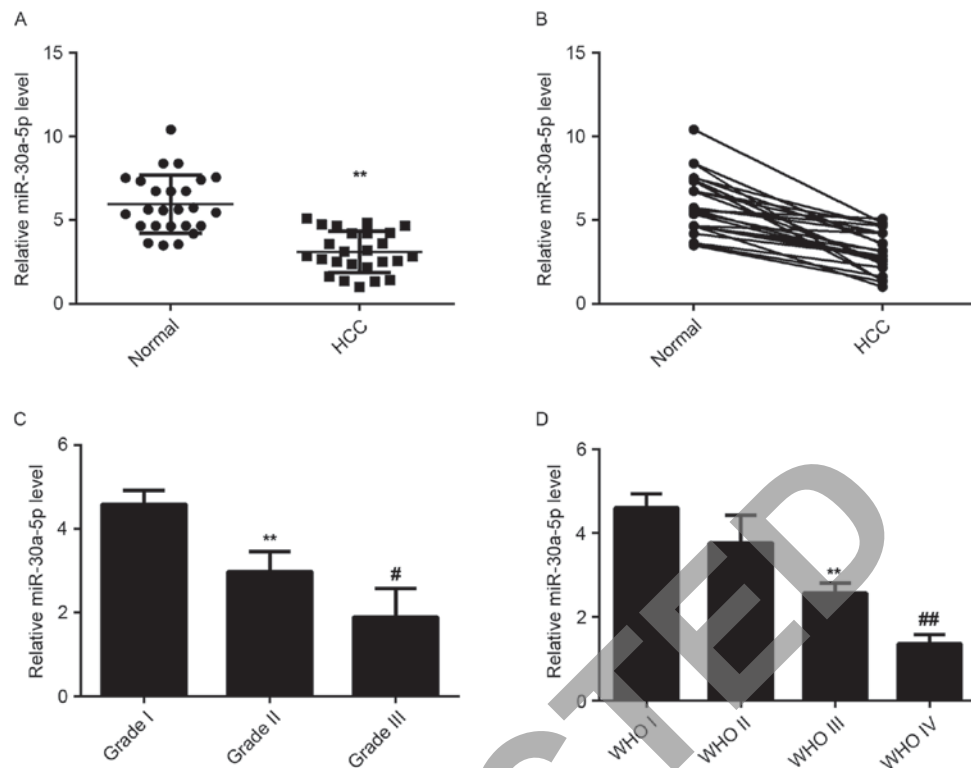 A
Relative miR-30a-5p level
15
10
5
0
**
Normal
HCC
B
Relative miR-30a-5p level
15
10
5
0
Normal
HCC
C
Relative miR-30a-5p level
6
4
2
0
**
#
Grade I
Grade II
Grade III
D
Relative miR-30a-5p level
6
4
2
0
**
##
WHO I
WHO II
WHO III
WHO IV
CTED